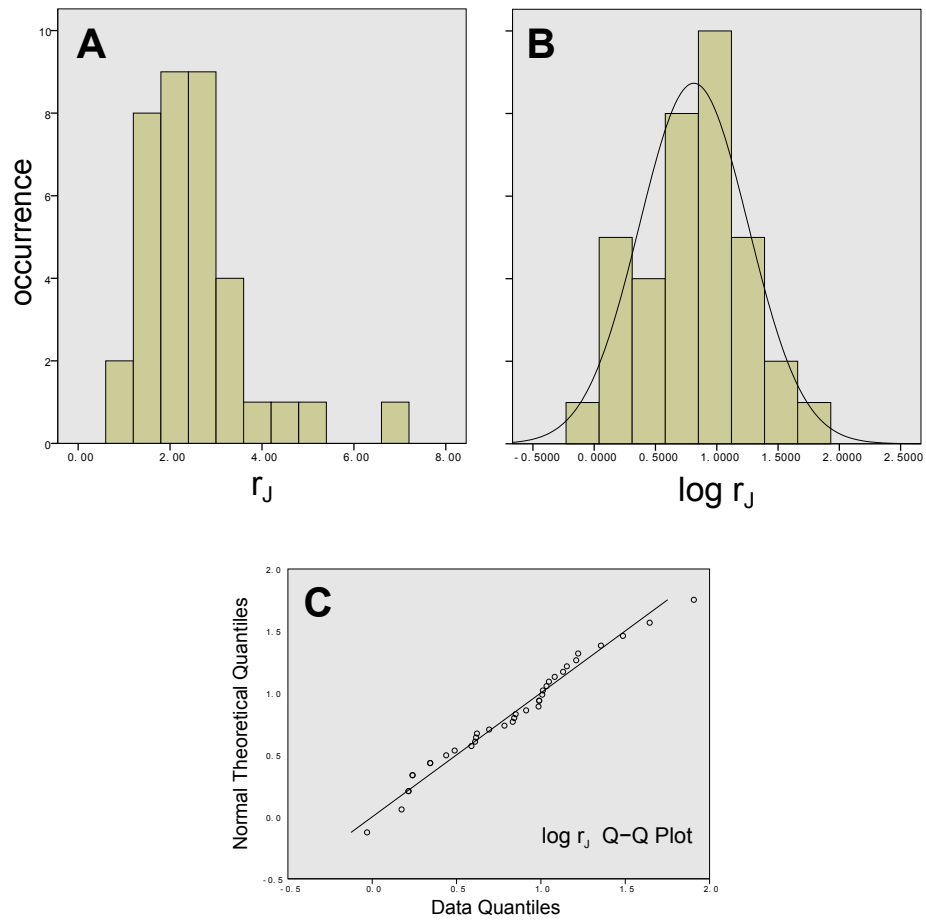 A
B
occurrence
10
8
6
4
2
0
0.00 2.00 4.00 6.00 8.00
r_J
-0.5000 0.0000 0.5000 1.0000 1.5000 2.0000 2.5000
log r_J
C
Normal Theoretical Quantiles
2.0
1.5
1.0
0.5
0.0
-0.5
log r_J Q−Q Plot
-0.5 0.0 0.5 1.0 1.5 2.0
Data Quantiles